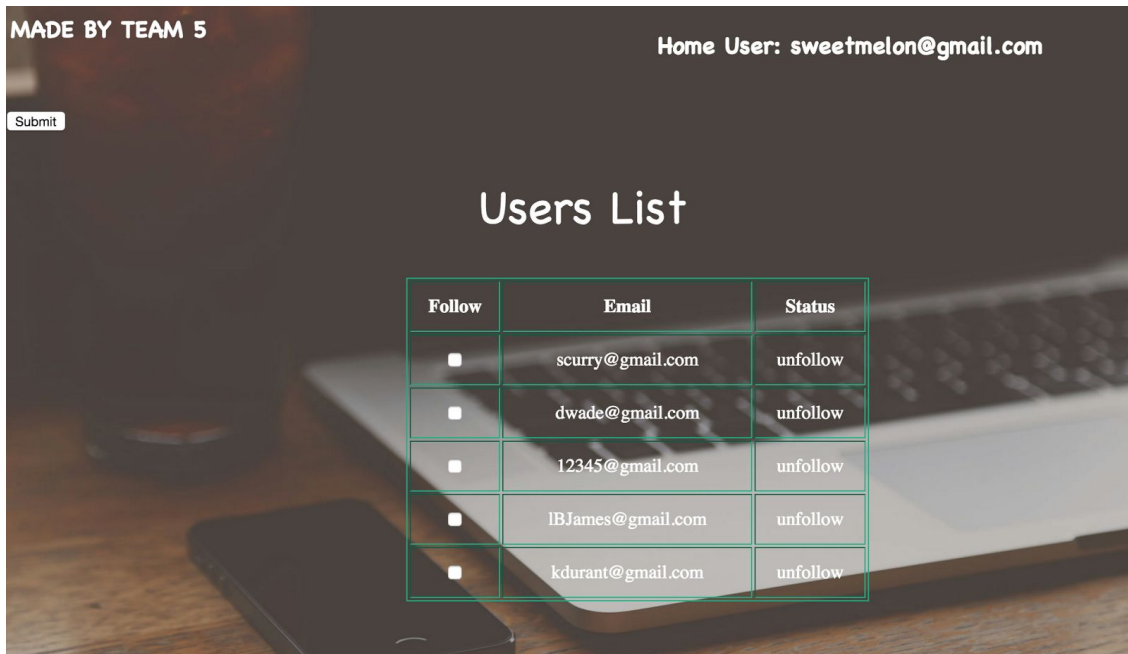 MADE BY TEAM 5
Home User: sweetmelon@gmail.com
Submit
Users List
Follow Email Status
scurry@gmail.com unfollow
dwade@gmail.com unfollow
12345@gmail.com unfollow
lBJames@gmail.com unfollow
kdurant@gmail.com unfollow